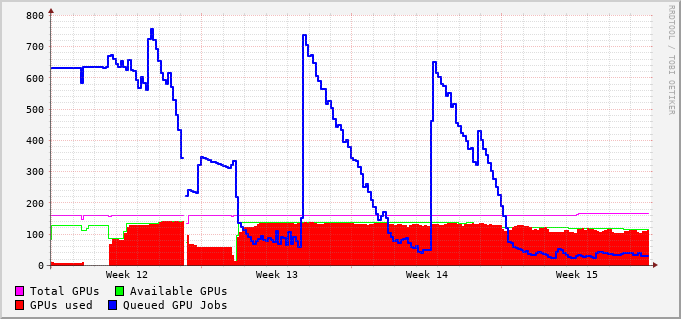 800
700
600
500
400
300
200
100
0
Week 12 Week 13 Week 14 Week 15
Total GPUs Available GPUs
GPUs used Queued GPU Jobs
RRDTOOL / TOBI OETIKER